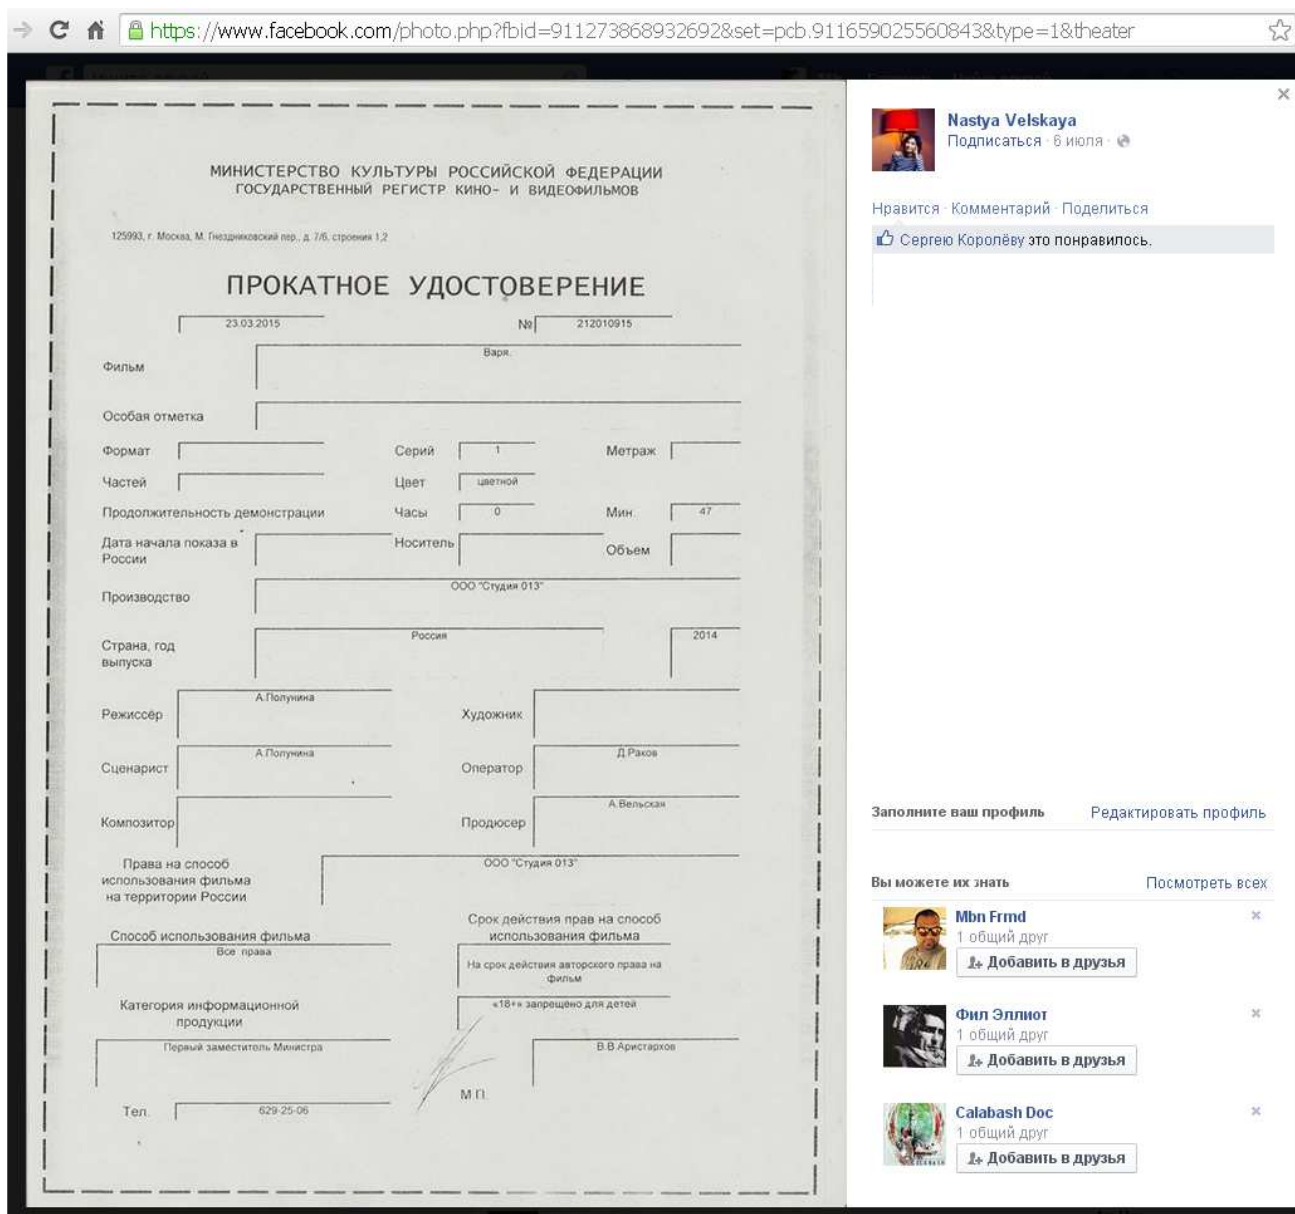 https://www.facebook.com/photo.php?fbid=911273868932692&set=pcb.911659025560843&type=1&theater
МИНИСТЕРСТВО КУЛЬТУРЫ РОССИЙСКОЙ ФЕДЕРАЦИИ
ГОСУДАРСТВЕННЫЙ РЕГИСТР КИНО- И ВИДЕОФИЛЬМОВ
125993, г. Москва, М. Гнездниковский пер., д. 7/6, строения 1,2
ПРОКАТНОЕ УДОСТОВЕРЕНИЕ
23.03.2015 № 212010915
Фильм Варя.
Особая отметка
Формат Серий 1 Метраж
Частей Цвет цветной
Продолжительность демонстрации Часы 0 Мин. 47
Дата начала показа в
России Носитель Объем
Производство ООО "Студия 013"
Страна, год
выпуска Россия 2014
Режиссёр А.Полунина Художник
Сценарист А.Полунина Оператор Д.Раков
Композитор Продюсер А.Вельская
Права на способ
использования фильма
на территории России ООО "Студия 013"
Способ использования фильма
Все права
Срок действия прав на способ
использования фильма
На срок действия авторского права на
фильм
Категория информационной
продукции
«18+» запрещено для детей
Первый заместитель Министра В.В.Аристархов
М.П.
Тел. 629-25-06
Nastya Velskaya
Подписаться · 6 июля ·
Нравится · Комментарий · Поделиться
Сергею Королёву это понравилось.
Заполните ваш профиль Редактировать профиль
Вы можете их знать Посмотреть всех
Mbn Frmd
1 общий друг
Добавить в друзья
Фил Эллиот
1 общий друг
Добавить в друзья
Calabash Doc
1 общий друг
Добавить в друзья